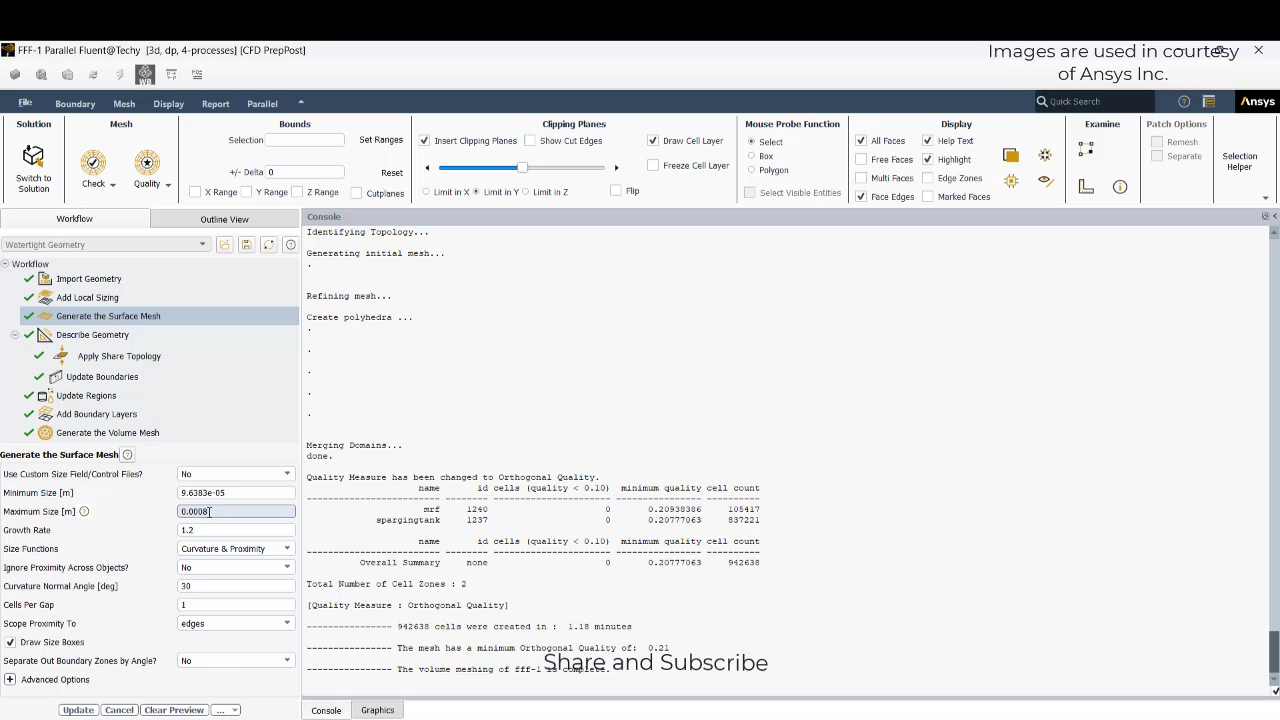 FFF-1 Parallel Fluent@Techy [3d, dp, 4-processes] [CFD PrepPost]
Images are used in courtesy
of Ansys Inc.
File Boundary Mesh Display Report Parallel
Quick Search
Ansys
Solution Mesh Bounds Clipping Planes Mouse Probe Function Display Examine Patch Options
Selection Set Ranges Insert Clipping Planes Show Cut Edges Draw Cell Layer Select All Faces Help Text Remesh
Box Free Faces Highlight Separate
Switch to Solution Check Quality +/- Delta 0 Reset Freeze Cell Layer Polygon Multi Faces Edge Zones Selection Helper
X Range Y Range Z Range Cutplanes Limit in X Limit in Y Limit in Z Flip Select Visible Entities Face Edges Marked Faces
Workflow Outline View
Watertight Geometry
Workflow
Import Geometry
Add Local Sizing
Generate the Surface Mesh
Describe Geometry
Apply Share Topology
Update Boundaries
Update Regions
Add Boundary Layers
Generate the Volume Mesh
Generate the Surface Mesh
Use Custom Size Field/Control Files? No
Minimum Size [m] 9.6383e-05
Maximum Size [m] 0.0008
Growth Rate 1.2
Size Functions Curvature & Proximity
Ignore Proximity Across Objects? No
Curvature Normal Angle [deg] 30
Cells Per Gap 1
Scope Proximity To edges
Draw Size Boxes
Separate Out Boundary Zones by Angle? No
Advanced Options
Update Cancel Clear Preview ...
Console
Identifying Topology...
Generating initial mesh...
.
Refining mesh...
Create polyhedra ...
.
.
.
.
.
Merging Domains...
done.
Quality Measure has been changed to Orthogonal Quality.
name id cells (quality < 0.10) minimum quality cell count
---------------------- ------ ---------------------- --------------- ----------
mrf 1240 0 0.20938386 105417
spargingtank 1237 0 0.20777063 837221
name id cells (quality < 0.10) minimum quality cell count
---------------------- ------ ---------------------- --------------- ----------
Overall Summary none 0 0.20777063 942638
Total Number of Cell Zones : 2
[Quality Measure : Orthogonal Quality]
---------------- 942638 cells were created in : 1.18 minutes
---------------- The mesh has a minimum Orthogonal Quality of: 0.21
---------------- The volume meshing of fff-1 is complete.
Share and Subscribe
Console Graphics